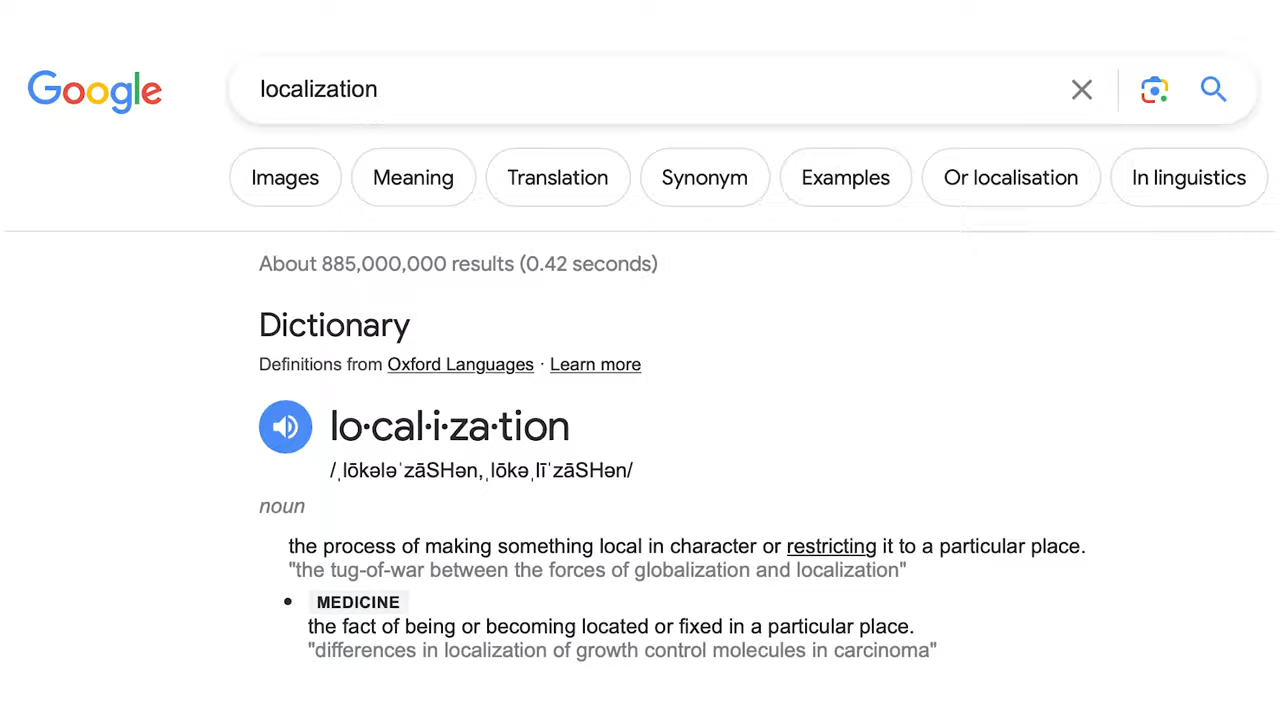 Google
localization
Images Meaning Translation Synonym Examples Or localisation In linguistics
About 885,000,000 results (0.42 seconds)
Dictionary
Definitions from Oxford Languages · Learn more
lo·cal·i·za·tion
/ˌlōkələˈzāSHən,ˌlōkəˌlīˈzāSHən/
noun
the process of making something local in character or restricting it to a particular place.
"the tug-of-war between the forces of globalization and localization"
• MEDICINE
the fact of being or becoming located or fixed in a particular place.
"differences in localization of growth control molecules in carcinoma"